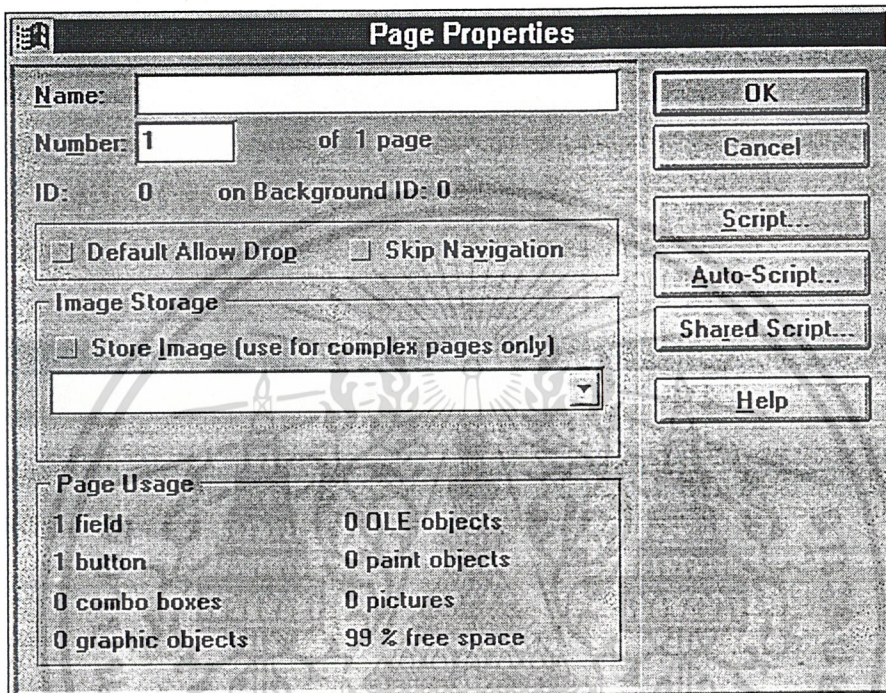 Page Properties
Name:
Number: 1 of 1 page
ID: 0 on Background ID: 0
Default Allow Drop Skip Navigation
Image Storage
Store Image (use for complex pages only)
Page Usage
1 field 0 OLE objects
1 button 0 paint objects
0 combo boxes 0 pictures
0 graphic objects 99 % free space
OK
Cancel
Script...
Auto-Script...
Shared Script...
Help